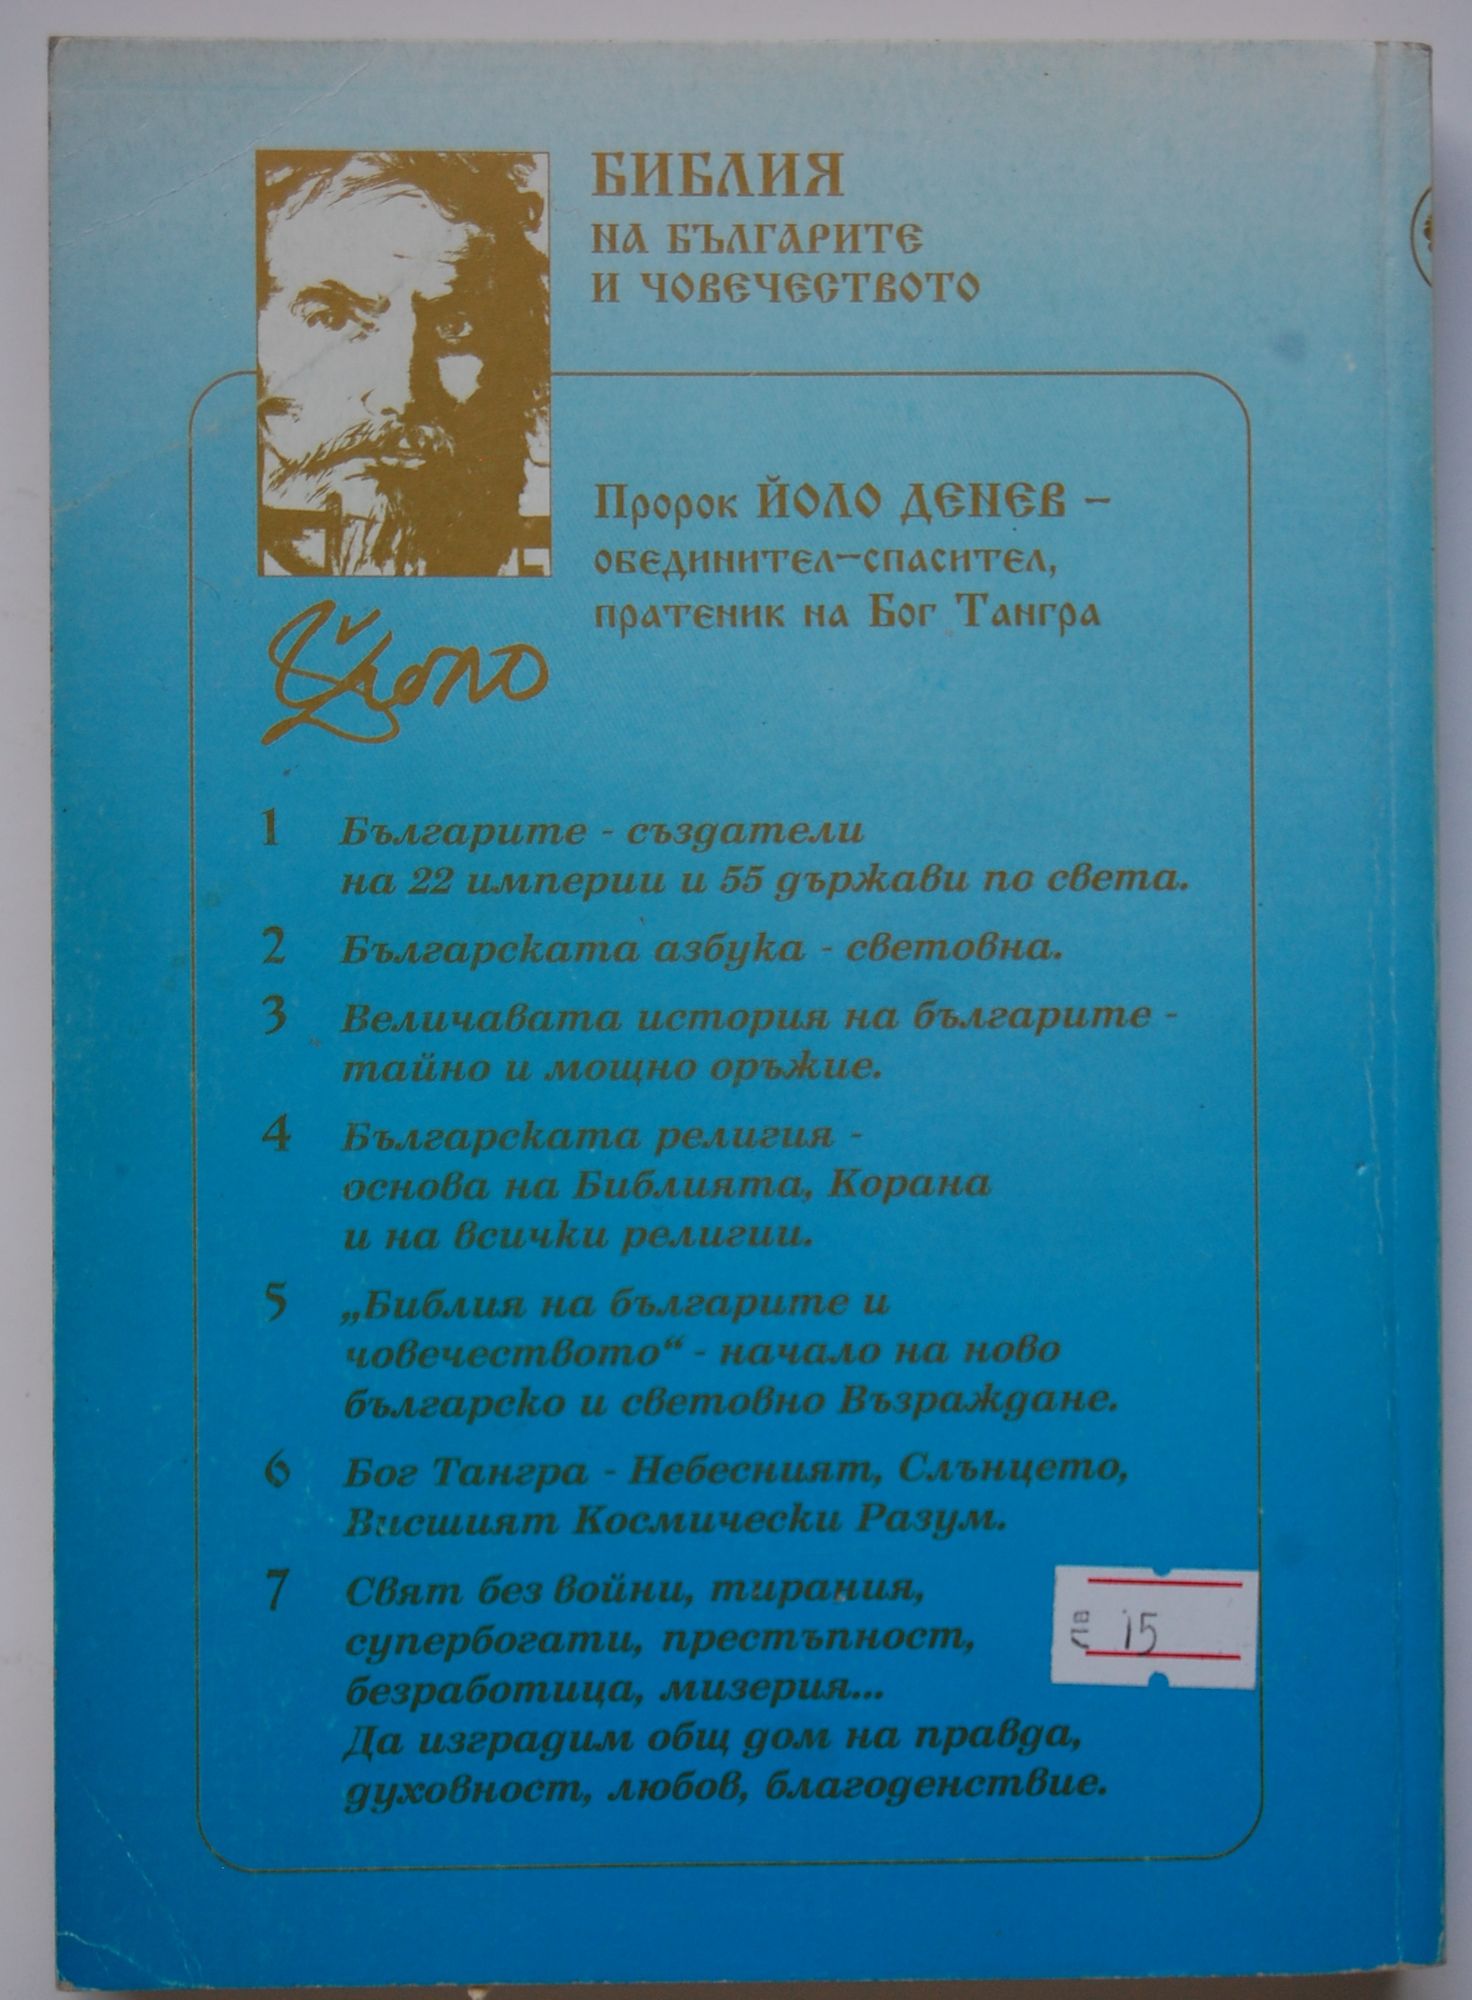 БИБЛИЯ
НА БЪЛГАРИТЕ
И ЧОВЕЧЕСТВОТО
Пророк ЙОЛО ДЕНЕВ –
обединител–спасител,
пратеник на Бог Тангра
Йоло
1 Българите - създатели
на 22 империи и 55 държави по света.
2 Българската азбука - световна.
3 Величавата история на българите -
тайно и мощно оръжие.
4 Българската религия -
основа на Библията, Корана
и на всички религии.
5 „Библия на българите и
човечеството“ - начало на ново
българско и световно Възраждане.
6 Бог Тангра - Небесният, Слънцето,
Висшият Космически Разум.
7 Свят без войни, тирания,
супербогати, престъпност,
безработица, мизерия...
Да изградим общ дом на правда,
духовност, любов, благоденствие.
ЛВ 15